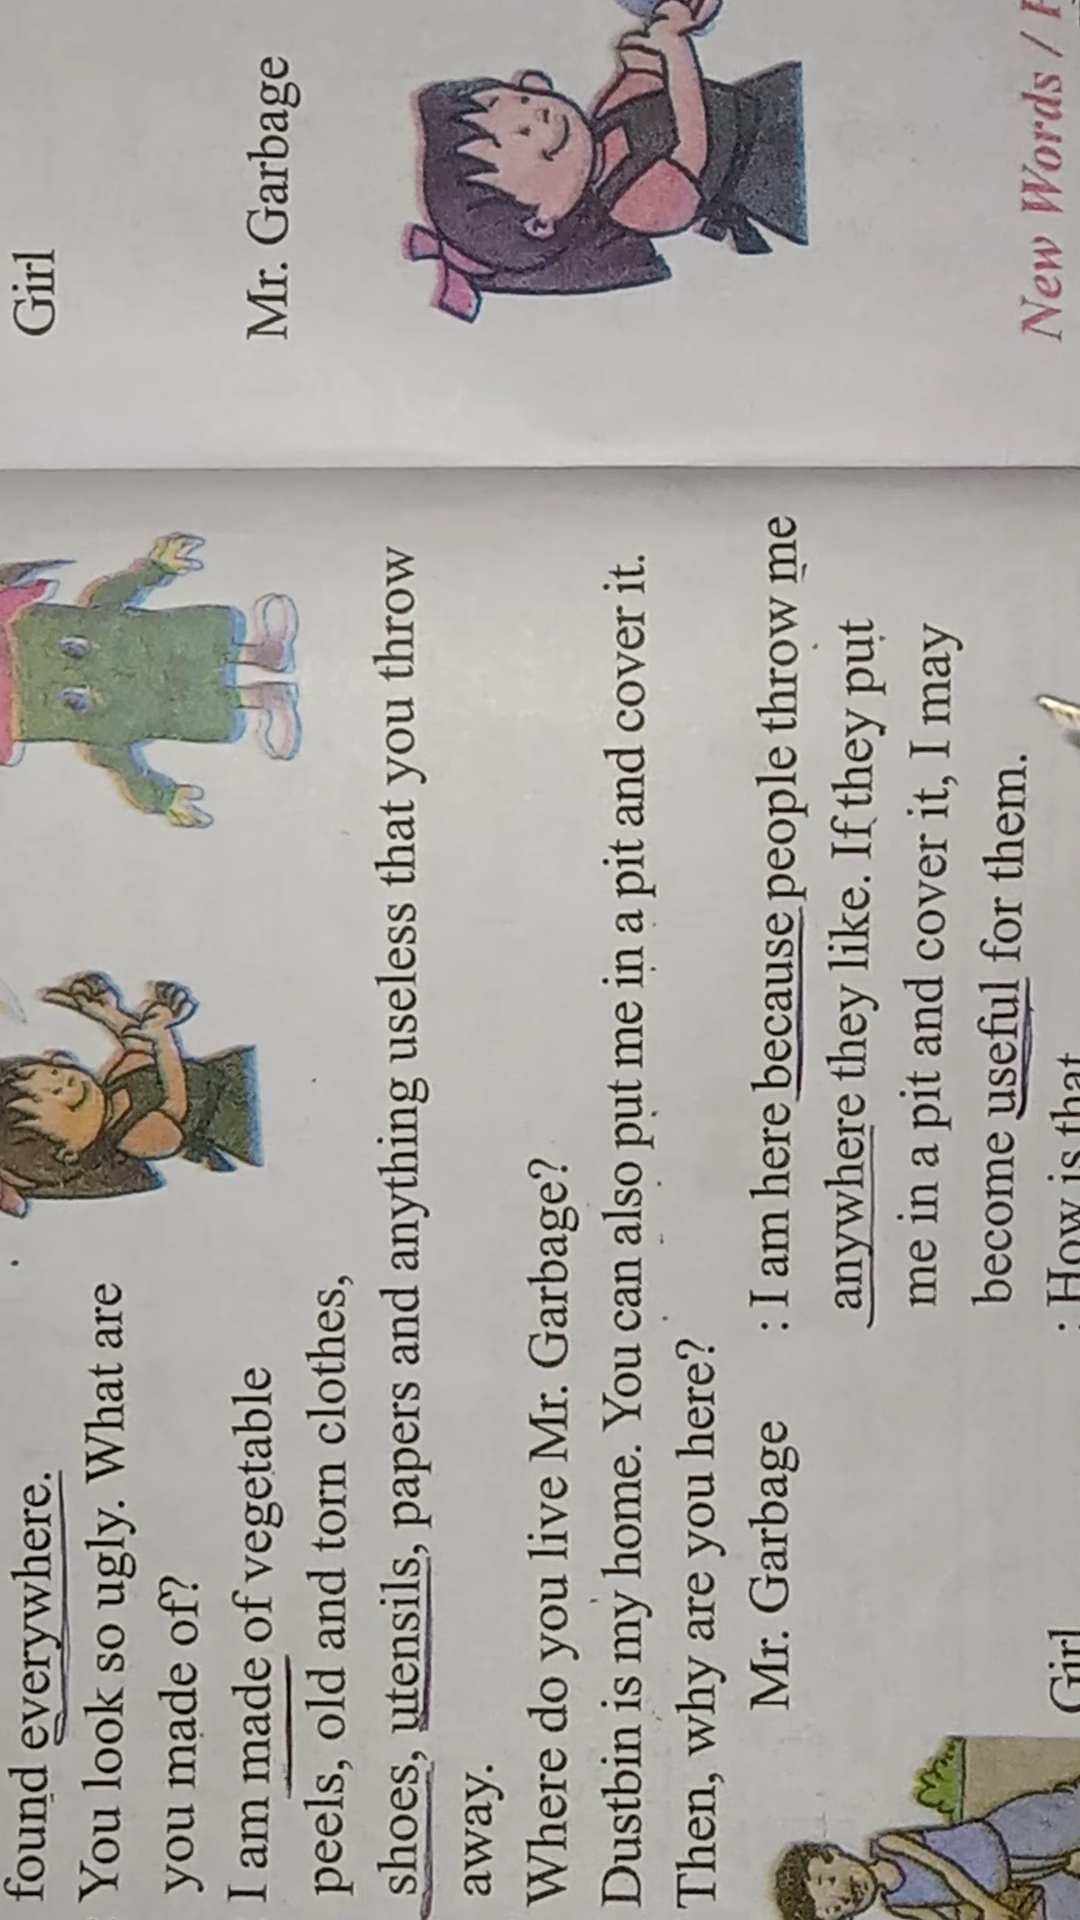 found everywhere.
You look so ugly. What are
you made of?
I am made of vegetable
peels, old and torn clothes,
shoes, utensils, papers and anything useless that you throw
away.
Where do you live Mr. Garbage?
Dustbin is my home. You can also put me in a pit and cover it.
Then, why are you here?
Mr. Garbage : I am here because people throw me
anywhere they like. If they put
me in a pit and cover it, I may
become useful for them.
Girl : How is that
Girl
Mr. Garbage
New Words /